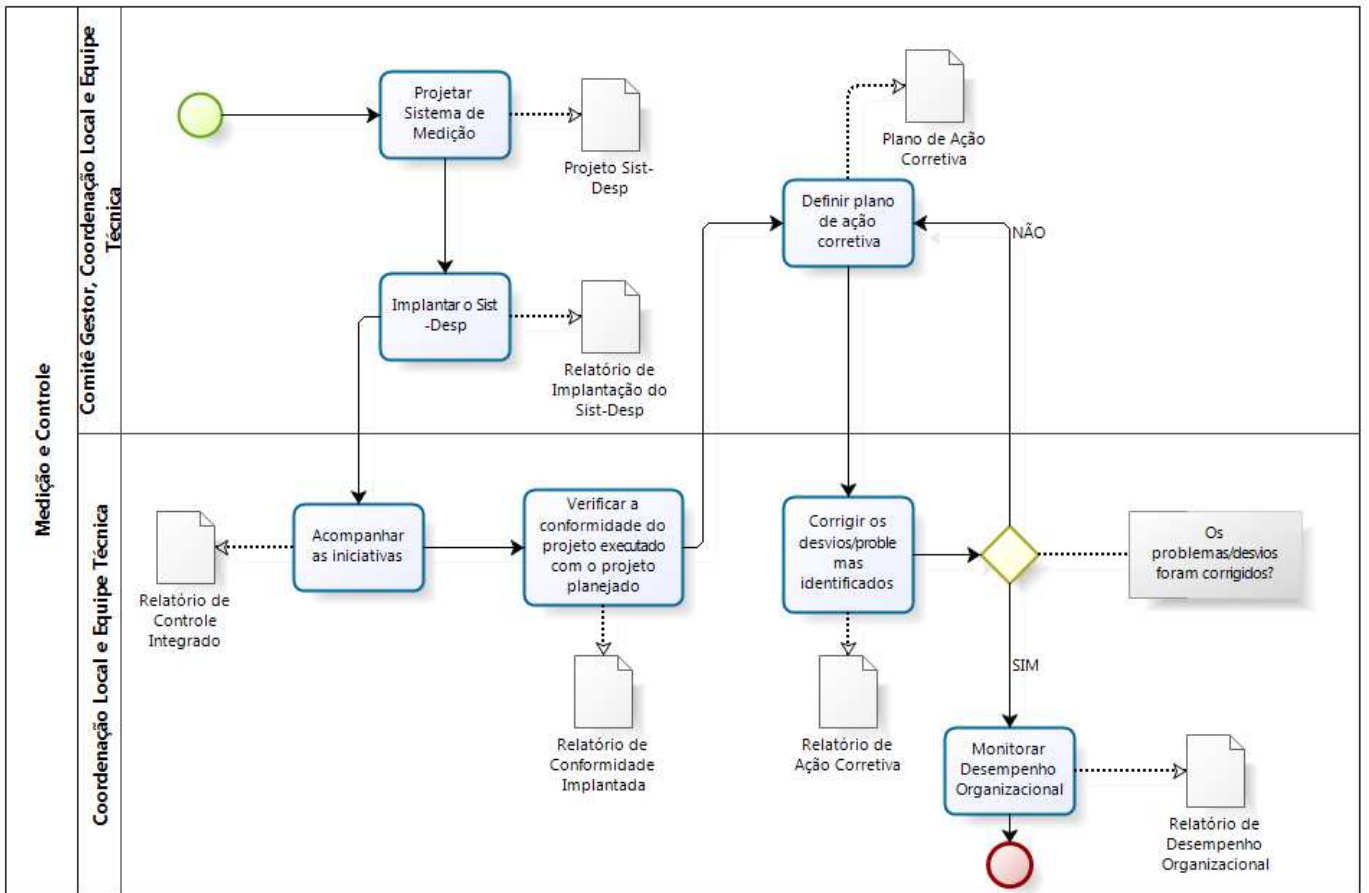 Medição e Controle
Comitê Gestor, Coordenação Local e Equipe
Técnica
Projetar
Sistema de
Medição
Projeto Sist-
Desp
Plano de Ação
Corretiva
Definir plano
de ação
corretiva
NÃO
Implantar o Sist
-Desp
Relatório de
Implantação do
Sist-Desp
Coordenação Local e Equipe Técnica
Acompanhar
as iniciativas
Relatório de
Controle
Integrado
Verificar a
conformidade do
projeto executado
com o projeto
planejado
Relatório de
Conformidade
Implantada
Corrigir os
desvios/proble
mas
identificados
Relatório de
Ação Corretiva
Os
problemas/desvios
foram corrigidos?
SIM
Monitorar
Desempenho
Organizacional
Relatório de
Desempenho
Organizacional